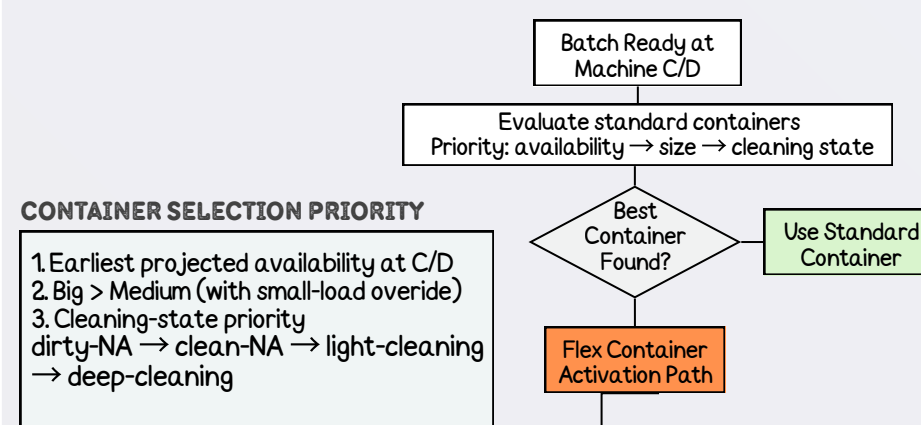 Batch Ready at
Machine C/D
Evaluate standard containers
Priority: availability → size → cleaning state
Best
Container
Found?
Use Standard
Container
Flex Container
Activation Path
CONTAINER SELECTION PRIORITY
1. Earliest projected availability at C/D
2. Big > Medium (with small-load overide)
3. Cleaning-state priority
dirty-NA → clean-NA → light-cleaning
→ deep-cleaning